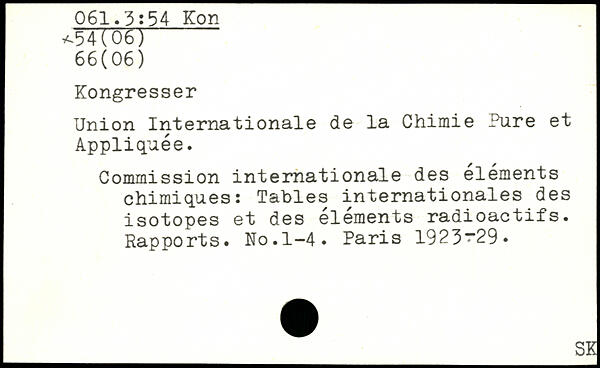 061.3:54 Kon
×54(06)
66(06)
Kongresser
Union Internationale de la Chimie Pure et
Appliquée.
Commission internationale des éléments
chimiques: Tables internationales des
isotopes et des éléments radioactifs.
Rapports. No.1-4. Paris 1923-29.
SK